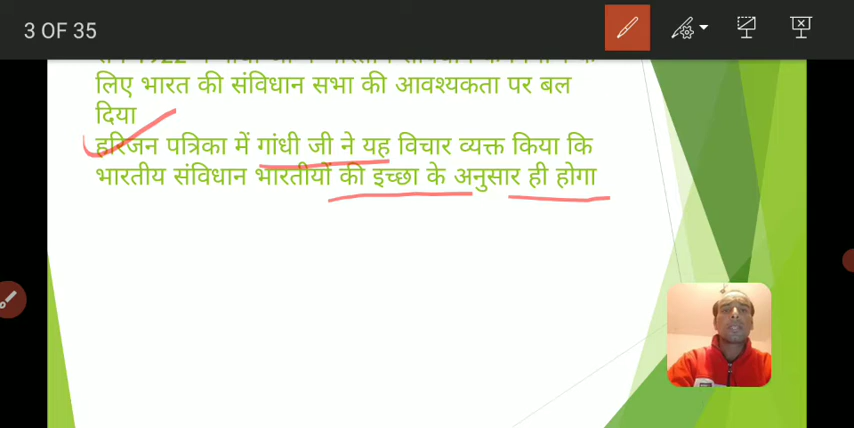 3 OF 35
लिए भारत की संविधान सभा की आवश्यकता पर बल
दिया
हरिजन पत्रिका में गांधी जी ने यह विचार व्यक्त किया कि
भारतीय संविधान भारतीयों की इच्छा के अनुसार ही होगा